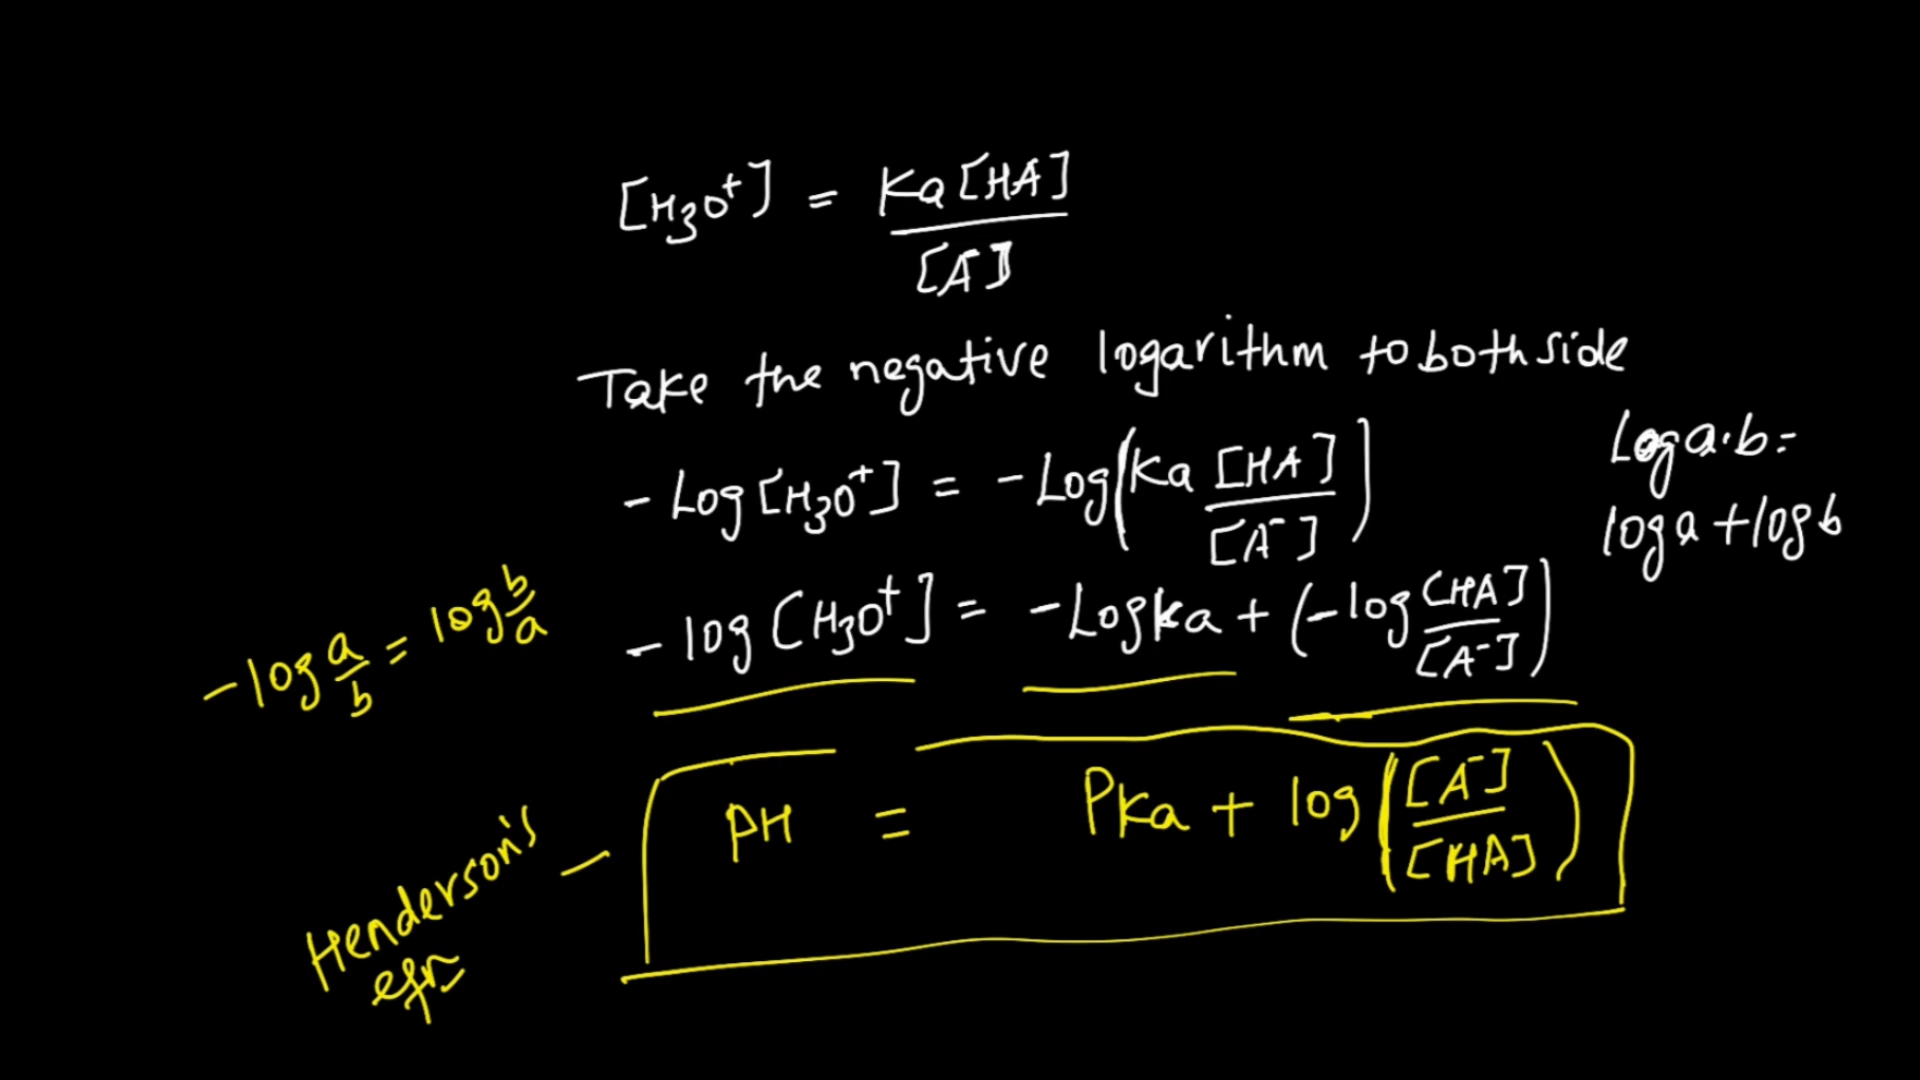 [H₃O⁺] = Ka[HA] / [A⁻]
Take the negative logarithm to both side
Log a·b =
log a + log b
- Log [H₃O⁺] = - Log (Ka [HA] / [A⁻])
- log [H₃O⁺] = - Log Ka + (- log [HA] / [A⁻])
- log a/b = log b/a
PH = Pka + log ([A⁻] / [HA])
Henderson's -